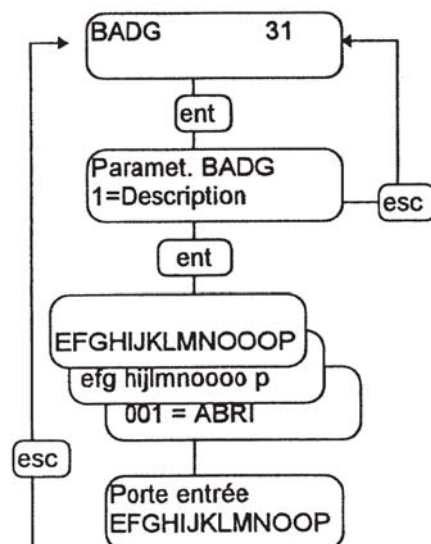 BADG 31
ent
Paramet. BADG
1=Description
esc
ent
EFGHIJKLMNOOOP
efg hijlmnoooo p
001 = ABRI
esc
Porte entrée
EFGHIJKLMNOOP